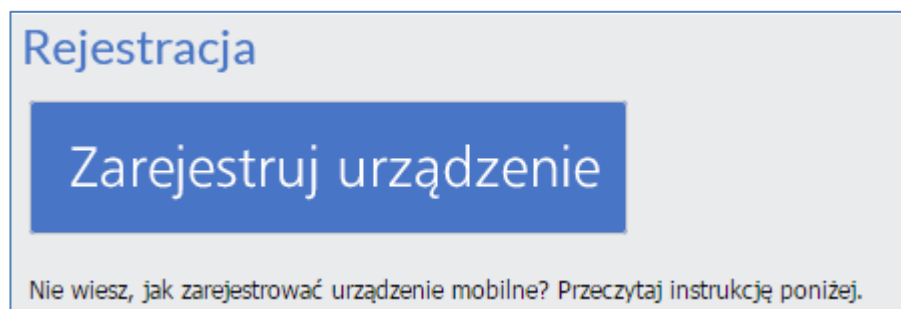 Rejestracja
Zarejestruj urządzenie
Nie wiesz, jak zarejestrować urządzenie mobilne? Przeczytaj instrukcję poniżej.